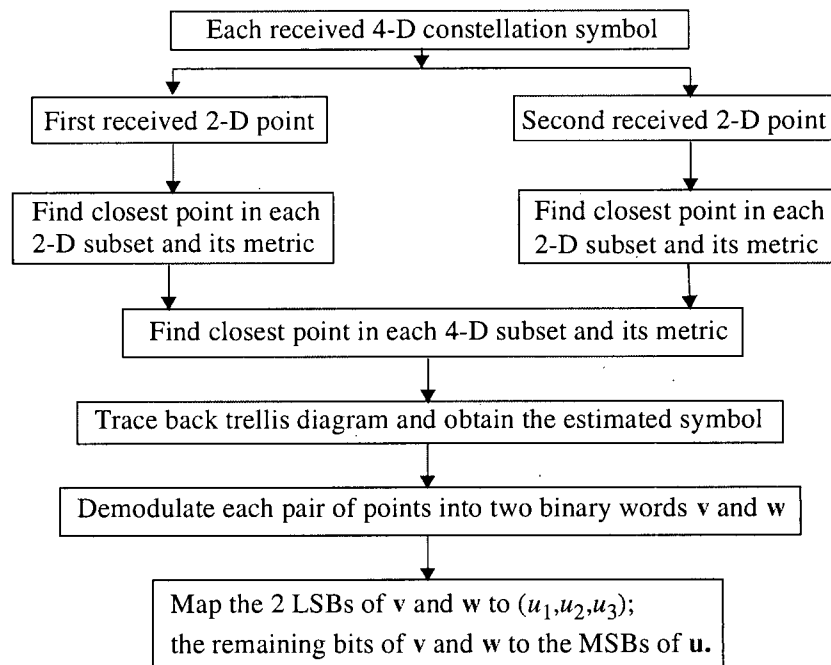 Each received 4-D constellation symbol
First received 2-D point
Second received 2-D point
Find closest point in each
2-D subset and its metric
Find closest point in each
2-D subset and its metric
Find closest point in each 4-D subset and its metric
Trace back trellis diagram and obtain the estimated symbol
Demodulate each pair of points into two binary words v and w
Map the 2 LSBs of v and w to (u₁,u₂,u₃);
the remaining bits of v and w to the MSBs of u.